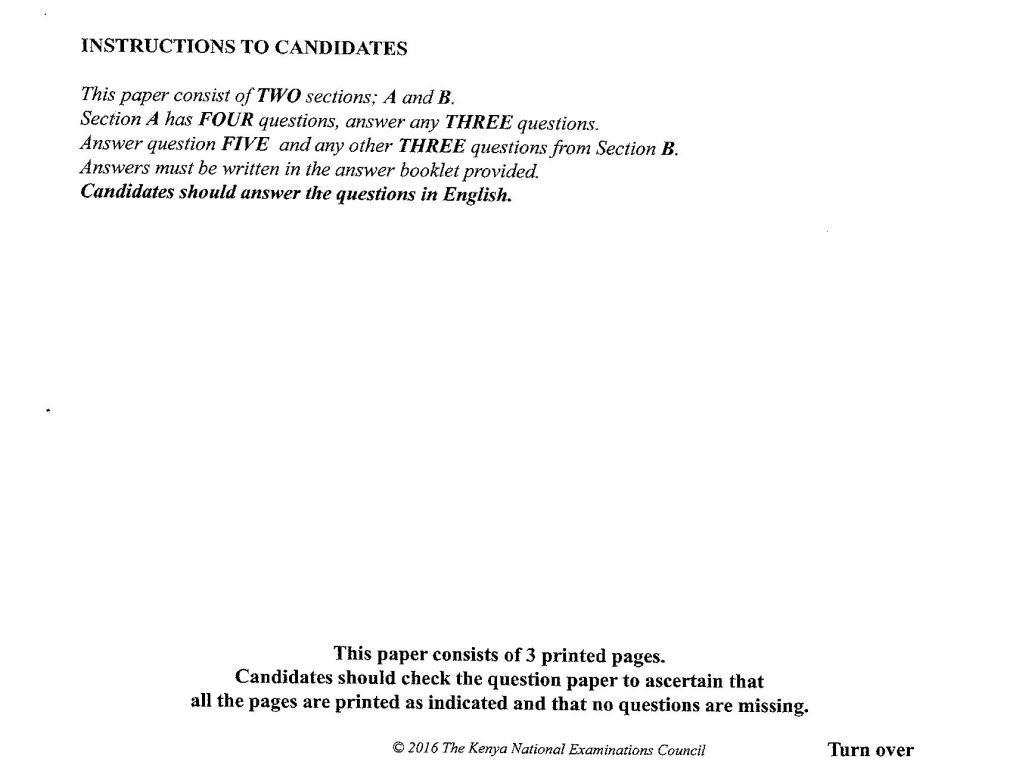 INSTRUCTIONS TO CANDIDATES
This paper consist of TWO sections; A and B.
Section A has FOUR questions, answer any THREE questions.
Answer question FIVE and any other THREE questions from Section B.
Answers must be written in the answer booklet provided.
Candidates should answer the questions in English.
This paper consists of 3 printed pages.
Candidates should check the question paper to ascertain that
all the pages are printed as indicated and that no questions are missing.
© 2016 The Kenya National Examinations Council
Turn over